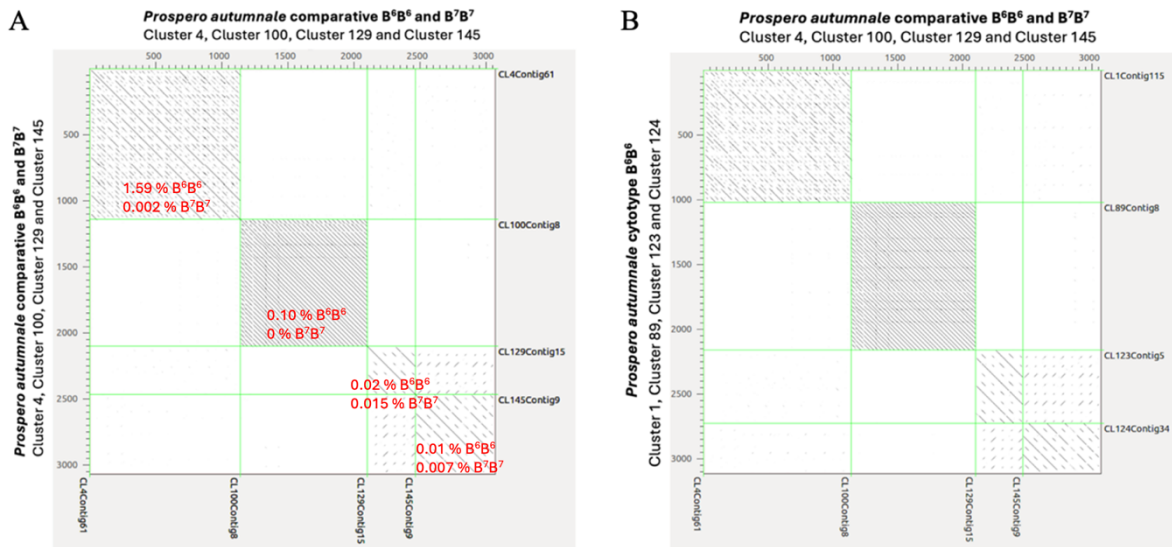 A
Prospero autumnale comparative B⁶B⁶ and B⁷B⁷
Cluster 4, Cluster 100, Cluster 129 and Cluster 145
500 1000 1500 2000 2500 3000
Prospero autumnale comparative B⁶B⁶ and B⁷B⁷
Cluster 4, Cluster 100, Cluster 129 and Cluster 145
500
1000
1500
2000
2500
3000
CL4Contig61
CL100Contig8
CL129Contig15
CL145Contig9
1.59 % B⁶B⁶
0.002 % B⁷B⁷
0.10 % B⁶B⁶
0 % B⁷B⁷
0.02 % B⁶B⁶
0.015 % B⁷B⁷
0.01 % B⁶B⁶
0.007 % B⁷B⁷
CL4Contig61
CL100Contig8
CL129Contig15
CL145Contig9
B
Prospero autumnale comparative B⁶B⁶ and B⁷B⁷
Cluster 4, Cluster 100, Cluster 129 and Cluster 145
500 1000 1500 2000 2500 3000
Prospero autumnale cytotype B⁶B⁶
Cluster 1, Cluster 89, Cluster 123 and Cluster 124
500
1000
1500
2000
2500
3000
CL1Contig115
CL89Contig8
CL123Contig5
CL124Contig34
CL4Contig61
CL100Contig8
CL129Contig15
CL145Contig9